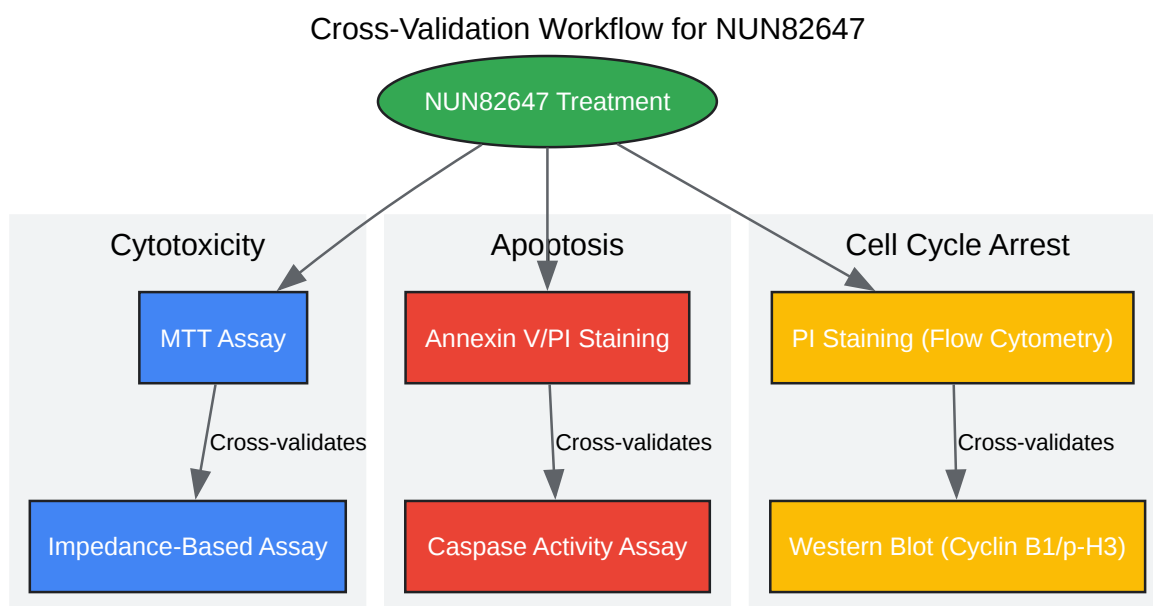 Cross-Validation Workflow for NUN82647
NUN82647 Treatment
Cytotoxicity
Apoptosis
Cell Cycle Arrest
MTT Assay
Annexin V/PI Staining
PI Staining (Flow Cytometry)
Cross-validates
Cross-validates
Cross-validates
Impedance-Based Assay
Caspase Activity Assay
Western Blot (Cyclin B1/p-H3)